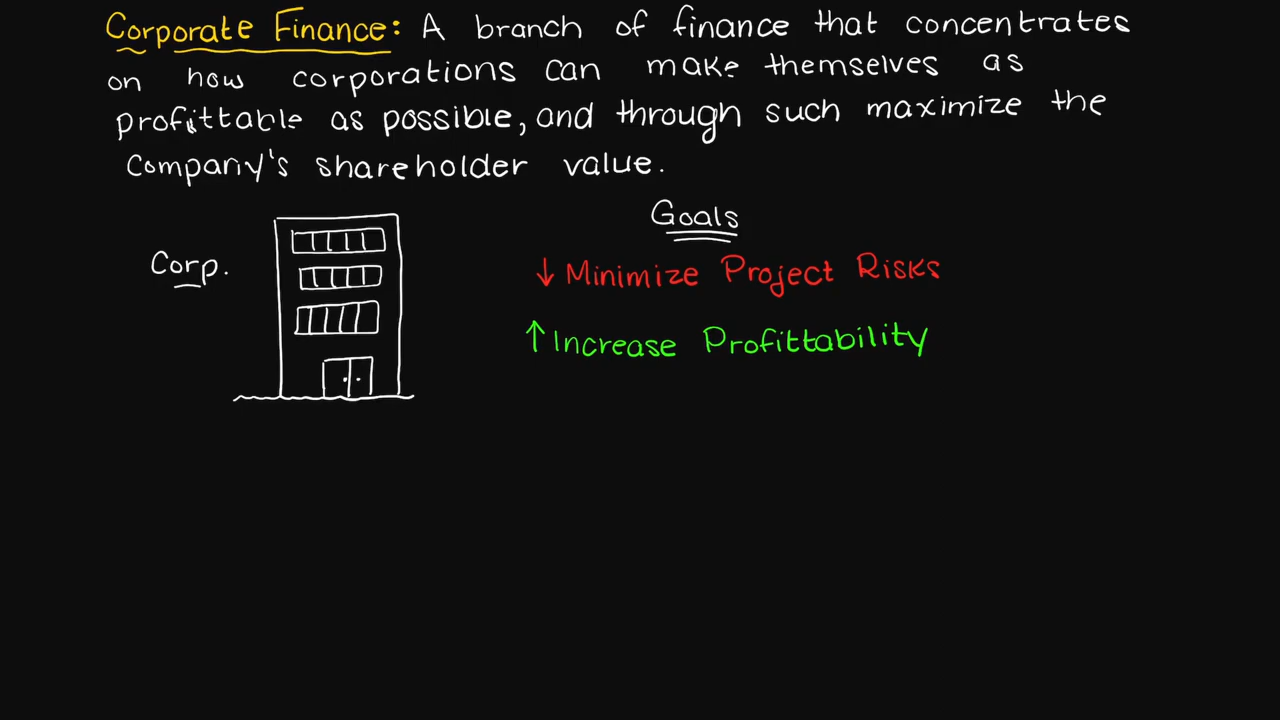 Corporate Finance: A branch of finance that concentrates
on how corporations can make themselves as
profittable as possible, and through such maximize the
Company's shareholder value.
Goals
Corp.
↓ Minimize Project Risks
↑ Increase Profittability